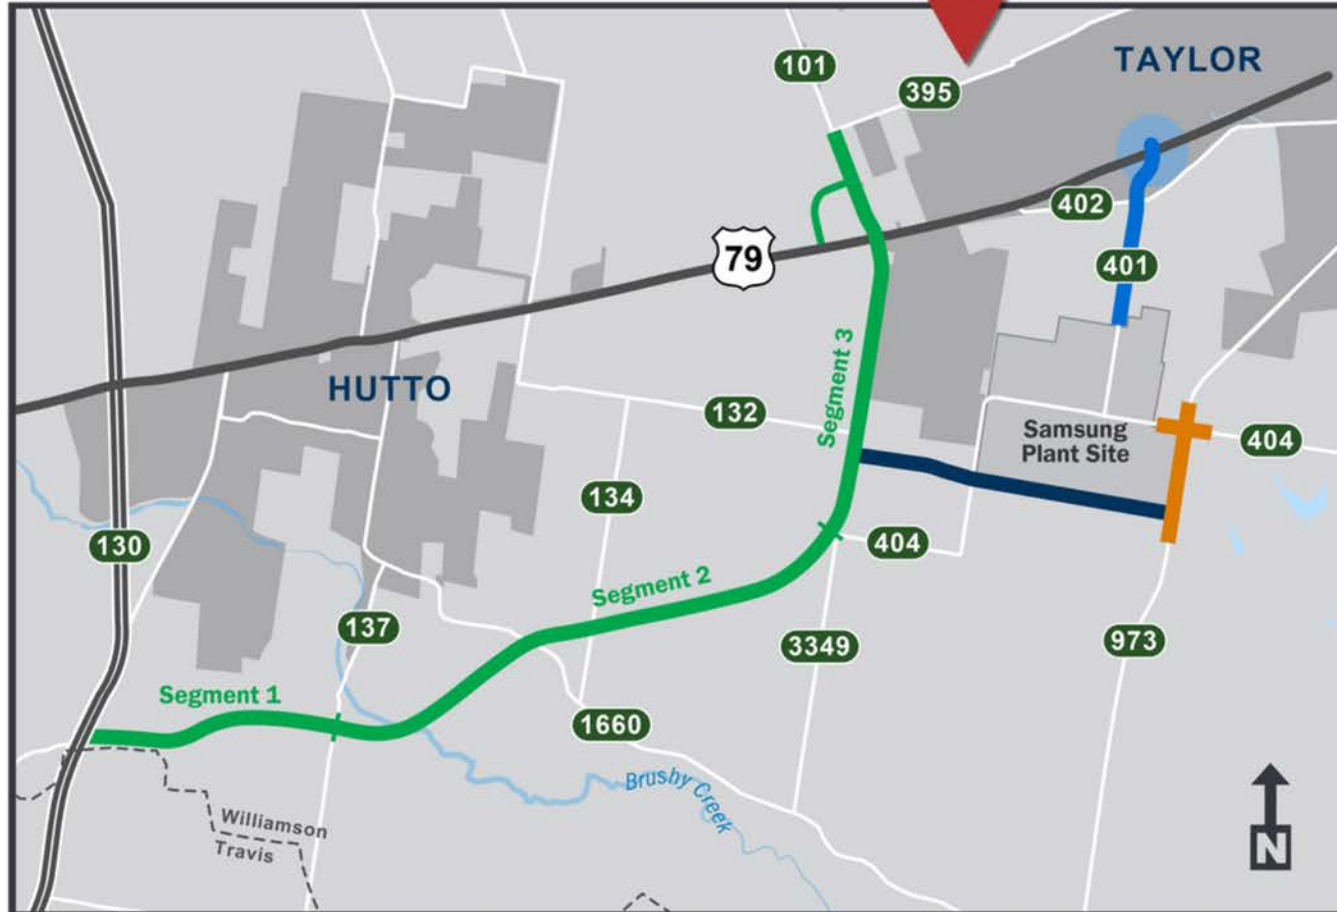 101
395
TAYLOR
402
79
401
Segment 3
HUTTO
132
Samsung
Plant Site
404
134
130
404
Segment 2
137
3349
973
Segment 1
1660
Brushy Creek
Williamson
Travis
N